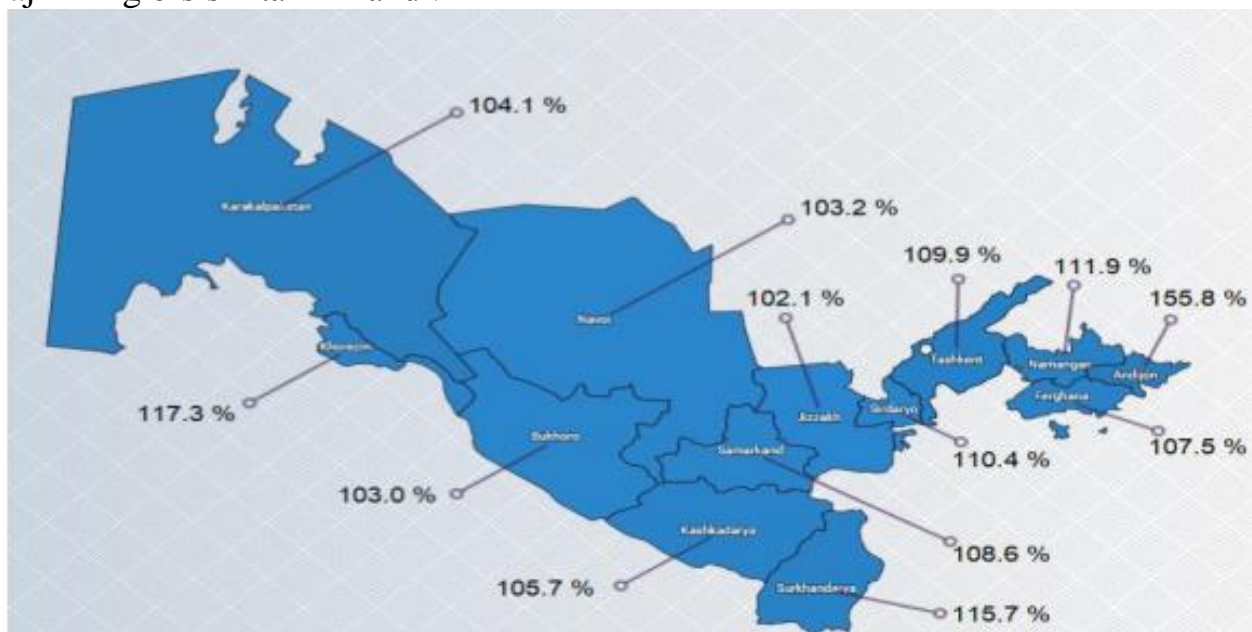 104.1 %
Karakalpakistan
103.2 %
109.9 %
111.9 %
155.8 %
102.1 %
Navoi
Khorezm
Tashkent
Namangan
Andijon
Ferghana
117.3 %
Jizzakh
Sirdaryo
107.5 %
Bukhoro
Samarkand
110.4 %
103.0 %
Kashkadarya
108.6 %
105.7 %
Surkhandarya
115.7 %